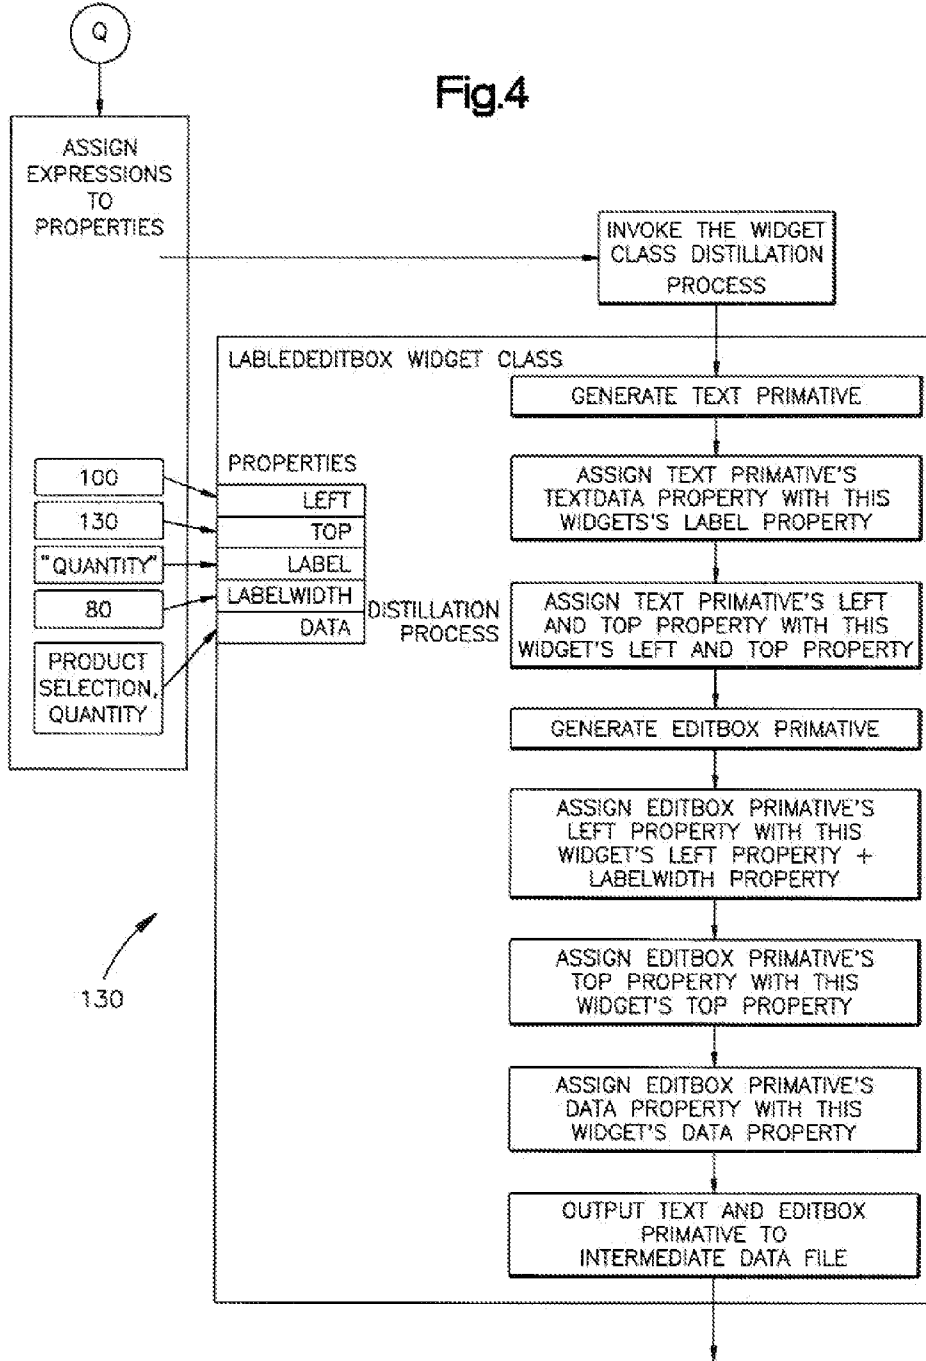 Q
Fig.4
ASSIGN
EXPRESSIONS
TO
PROPERTIES
INVOKE THE WIDGET
CLASS DISTILLATION
PROCESS
LABLEDEDITBOX WIDGET CLASS
GENERATE TEXT PRIMATIVE
PROPERTIES
100
LEFT
130
TOP
"QUANTITY"
LABEL
80
LABELWIDTH
PRODUCT
SELECTION,
QUANTITY
DATA
DISTILLATION
PROCESS
ASSIGN TEXT PRIMATIVE'S
TEXTDATA PROPERTY WITH THIS
WIDGETS'S LABEL PROPERTY
ASSIGN TEXT PRIMATIVE'S LEFT
AND TOP PROPERTY WITH THIS
WIDGET'S LEFT AND TOP PROPERTY
GENERATE EDITBOX PRIMATIVE
ASSIGN EDITBOX PRIMATIVE'S
LEFT PROPERTY WITH THIS
WIDGET'S LEFT PROPERTY +
LABELWIDTH PROPERTY
130
ASSIGN EDITBOX PRIMATIVE'S
TOP PROPERTY WITH THIS
WIDGET'S TOP PROPERTY
ASSIGN EDITBOX PRIMATIVE'S
DATA PROPERTY WITH THIS
WIDGET'S DATA PROPERTY
OUTPUT TEXT AND EDITBOX
PRIMATIVE TO
INTERMEDIATE DATA FILE